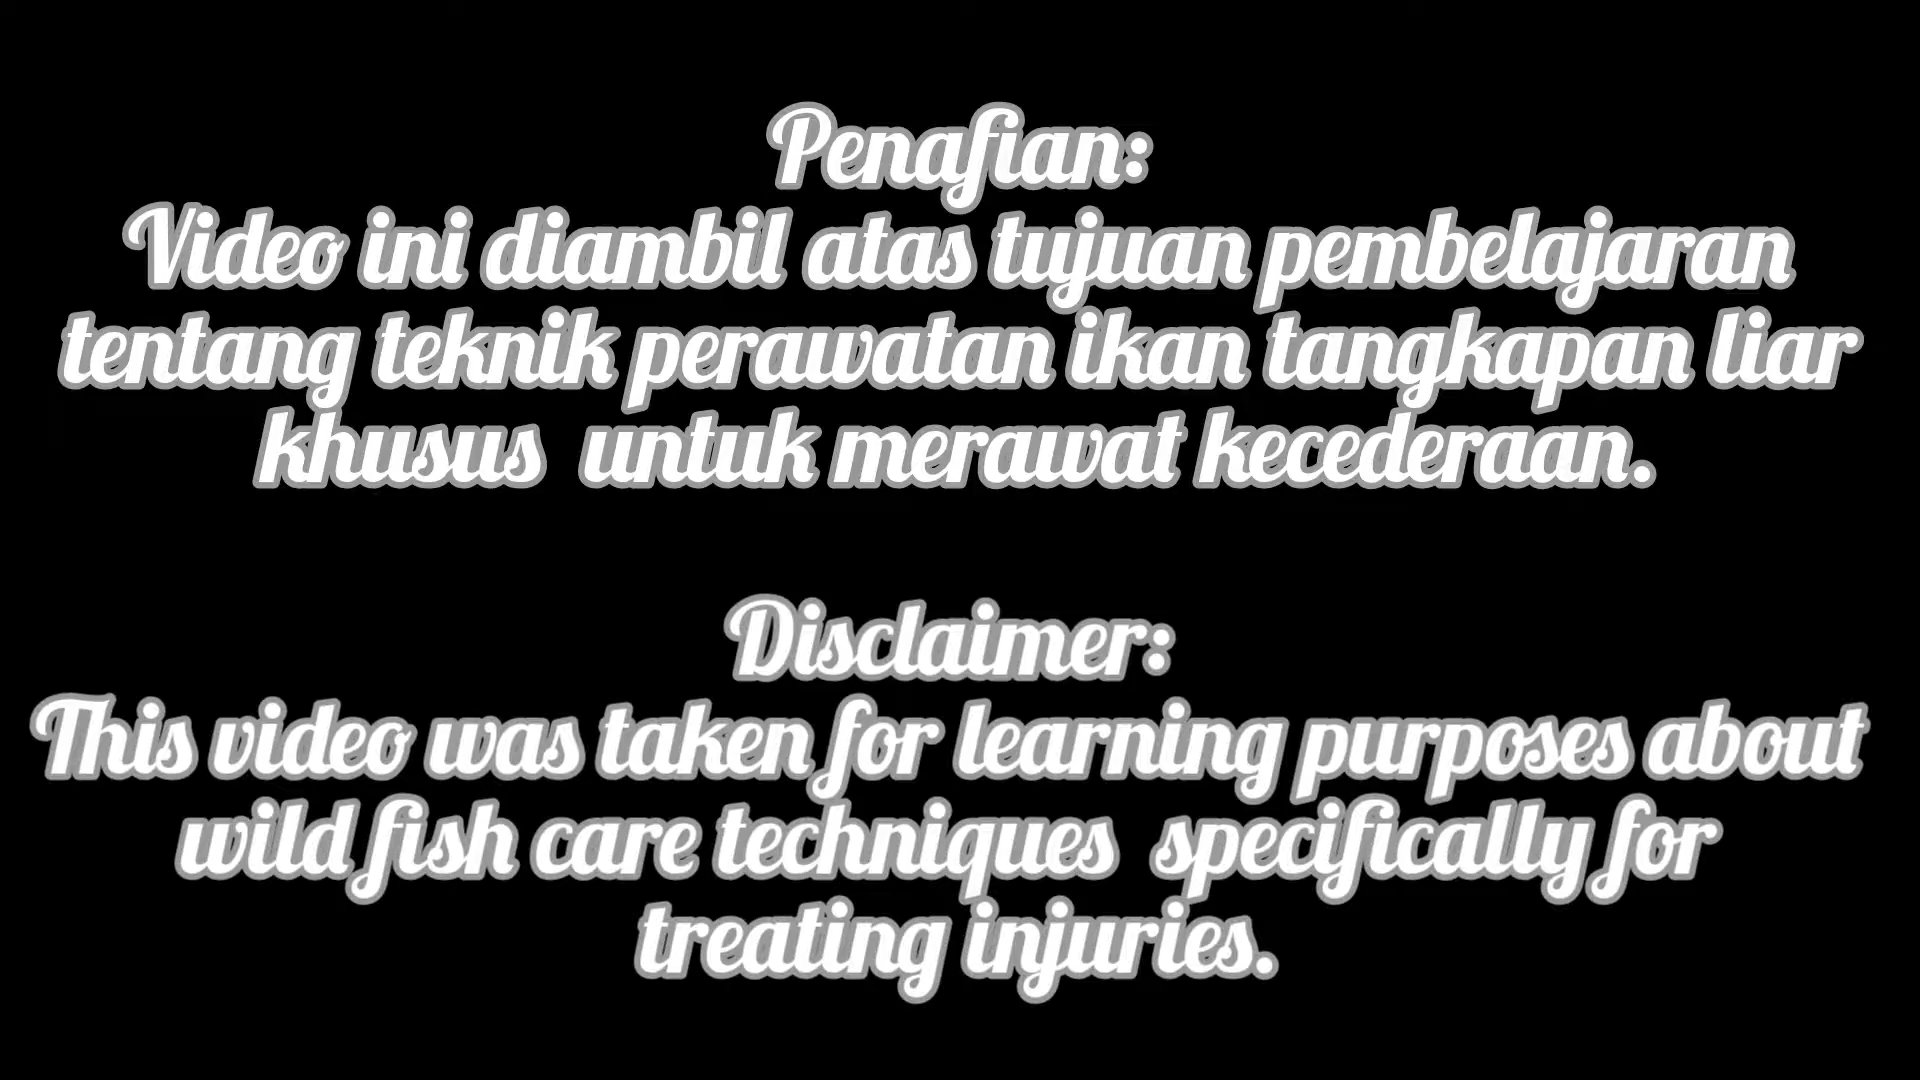 Penafian:
Video ini diambil atas tujuan pembelajaran
tentang teknik perawatan ikan tangkapan liar
khusus  untuk merawat kecederaan.
Disclaimer:
This video was taken for learning purposes about
wild fish care techniques  specifically for
treating injuries.